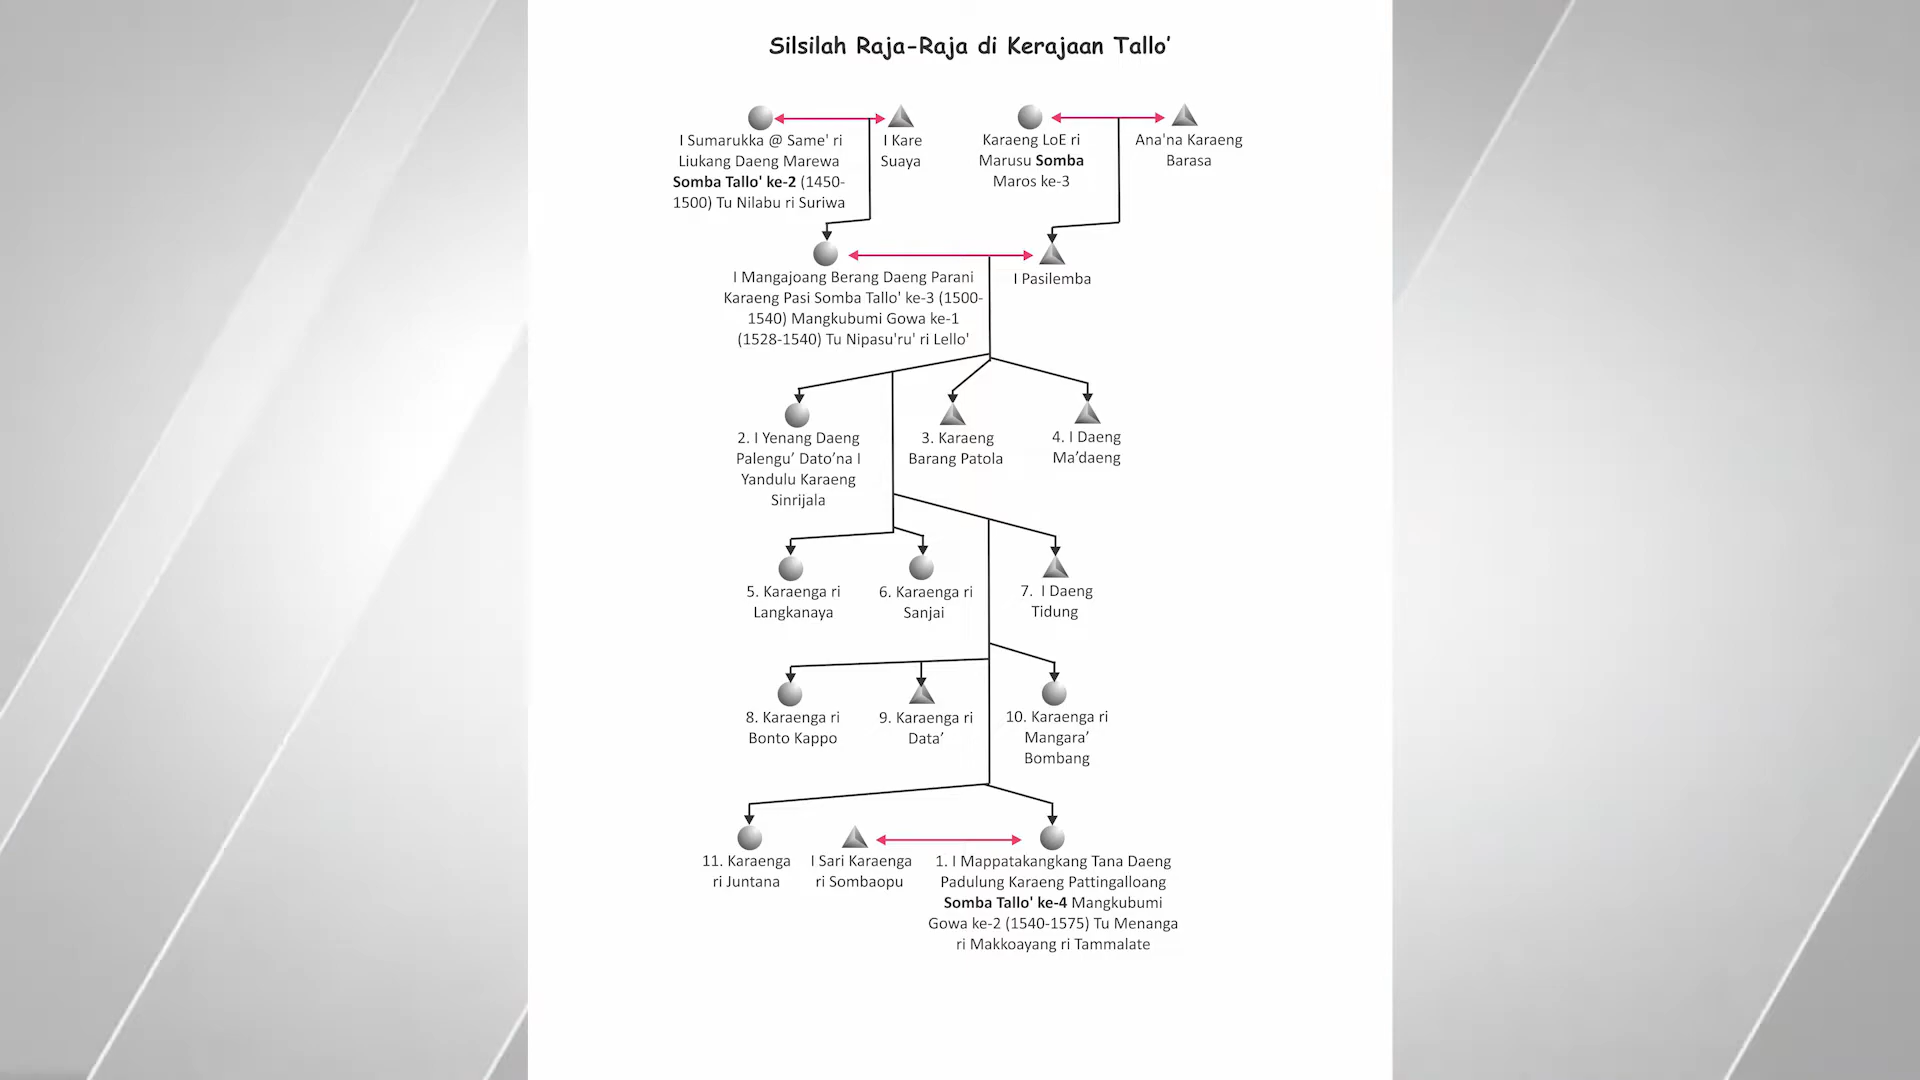 Silsilah Raja-Raja di Kerajaan Tallo'
I Sumarukka @ Same' ri
Liukang Daeng Marewa
Somba Tallo' ke-2 (1450-
1500) Tu Nilabu ri Suriwa
I Kare
Suaya
Karaeng LoE ri
Marusu Somba
Maros ke-3
Ana'na Karaeng
Barasa
I Mangajoang Berang Daeng Parani
Karaeng Pasi Somba Tallo' ke-3 (1500-
1540) Mangkubumi Gowa ke-1
(1528-1540) Tu Nipasu'ru' ri Lello'
I Pasilemba
2. I Yenang Daeng
Palengu’ Dato’na I
Yandulu Karaeng
Sinrijala
3. Karaeng
Barang Patola
4. I Daeng
Ma’daeng
5. Karaenga ri
Langkanaya
6. Karaenga ri
Sanjai
7. I Daeng
Tidung
8. Karaenga ri
Bonto Kappo
9. Karaenga ri
Data’
10. Karaenga ri
Mangara’
Bombang
11. Karaenga
ri Juntana
I Sari Karaenga
ri Sombaopu
1. I Mappatakangkang Tana Daeng
Padulung Karaeng Pattingalloang
Somba Tallo' ke-4 Mangkubumi
Gowa ke-2 (1540-1575) Tu Menanga
ri Makkoayang ri Tammalate